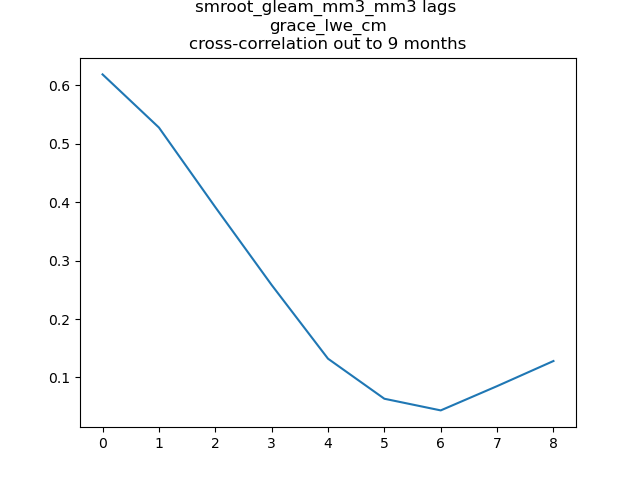 smroot_gleam_mm3_mm3 lags
grace_lwe_cm
cross-correlation out to 9 months
0.6
0.5
0.4
0.3
0.2
0.1
0 1 2 3 4 5 6 7 8